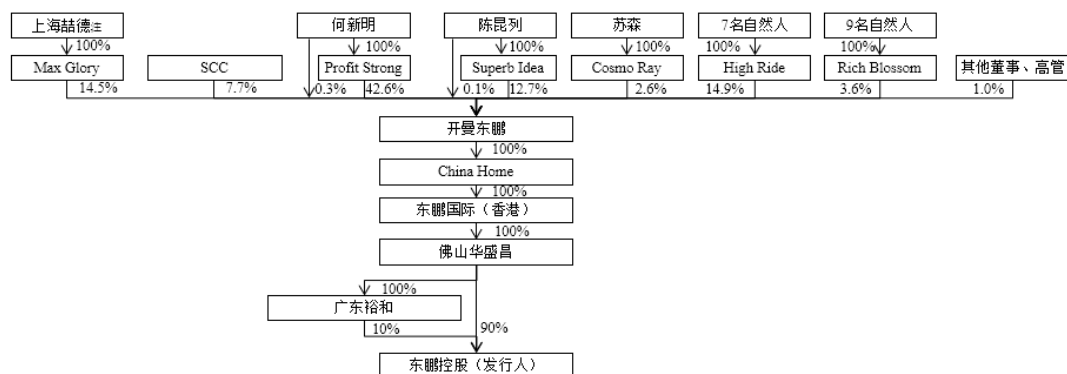 上海喆德注
何新明
陈昆列
苏森
7名自然人
9名自然人
100%
100%
100%
100%
100%
100%
Max Glory
SCC
Profit Strong
Superb Idea
Cosmo Ray
High Ride
Rich Blossom
其他董事、高管
14.5%
7.7%
0.3%
42.6%
0.1%
12.7%
2.6%
14.9%
3.6%
1.0%
开曼东鹏
100%
China Home
100%
东鹏国际（香港）
100%
佛山华盛昌
100%
广东裕和
10%
90%
东鹏控股（发行人）